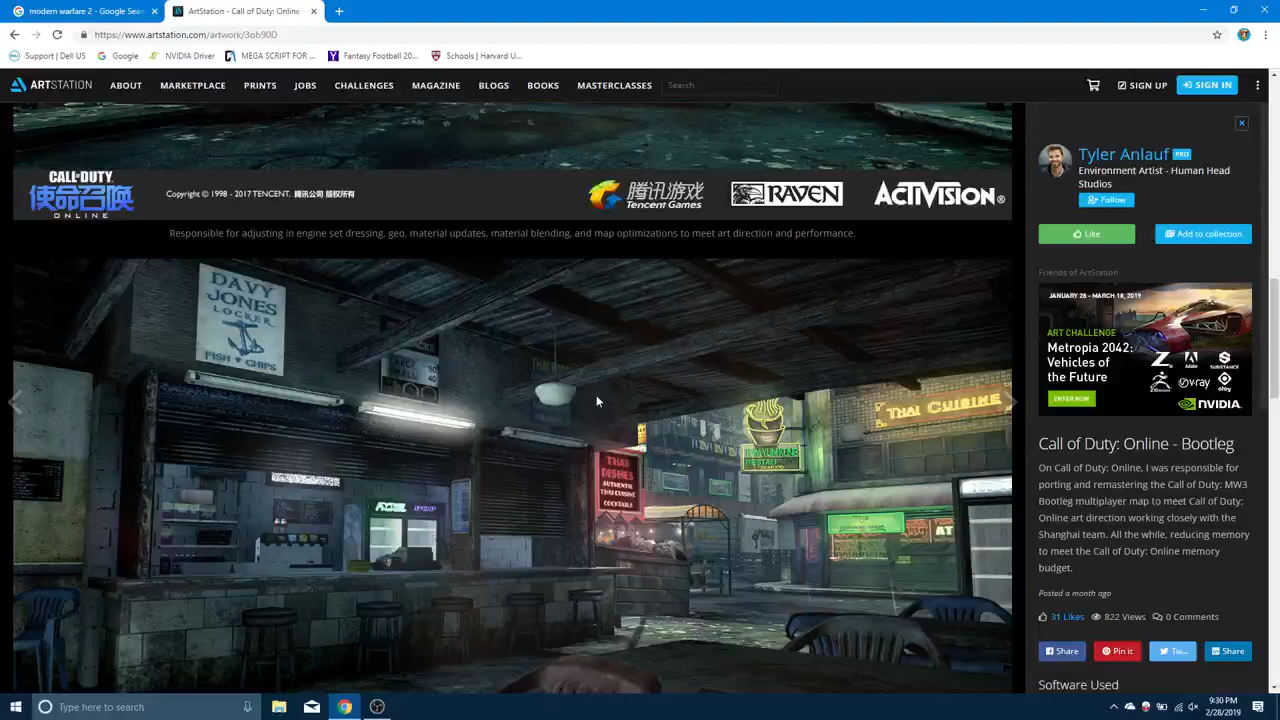 modern warfare 2 - Google Sear
ArtStation - Call of Duty: Online
https://www.artstation.com/artwork/3ob90D
Support | Dell US
Google
NVIDIA Driver
MEGA SCRIPT FOR ...
Fantasy Football 20...
Schools | Harvard U...
ARTSTATION
ABOUT
MARKETPLACE
PRINTS
JOBS
CHALLENGES
MAGAZINE
BLOGS
BOOKS
MASTERCLASSES
Search
SIGN UP
SIGN IN
CALL OF DUTY
使命召唤
ONLINE
Copyright © 1998 - 2017 TENCENT. 腾讯公司 版权所有
腾讯游戏
Tencent Games
RAVEN
ACTIVISION®
Responsible for adjusting in engine set dressing, geo, material updates, material blending, and map optimizations to meet art direction and performance.
DAVY
JONES
LOCKER
FISH + CHIPS
THAI
DISHES
AUTHENTIC
THAI CUISINE
COCKTAILS
THAI CUISINE
Tyler Anlauf PRO
Environment Artist - Human Head
Studios
Follow
Like
Add to collection
Friends of ArtStation
JANUARY 28 - MARCH 18, 2019
ART CHALLENGE
Metropia 2042:
Vehicles of
the Future
ENTER NOW
SUBSTANCE
v·ray
otoy
NVIDIA
Call of Duty: Online - Bootleg
On Call of Duty: Online, I was responsible for
porting and remastering the Call of Duty: MW3
Bootleg multiplayer map to meet Call of Duty:
Online art direction working closely with the
Shanghai team. All the while, reducing memory
to meet the Call of Duty: Online memory
budget.
Posted a month ago
31 Likes
822 Views
0 Comments
Share
Pin it
Tw...
Share
Software Used
Type here to search
9:30 PM
2/28/2019